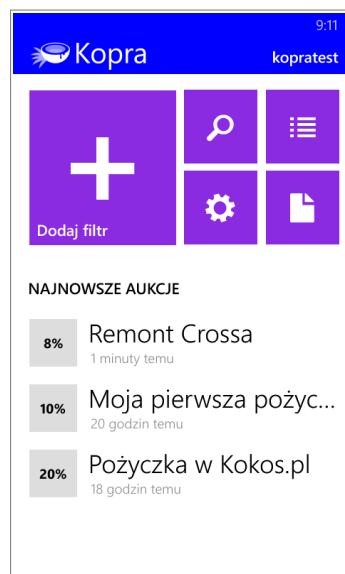 9:11
Kopra
kopratest
Dodaj filtr
NAJNOWSZE AUKCJE
8%
Remont Crossa
1 minuty temu
10%
Moja pierwsza pożyc...
20 godzin temu
20%
Pożyczka w Kokos.pl
18 godzin temu